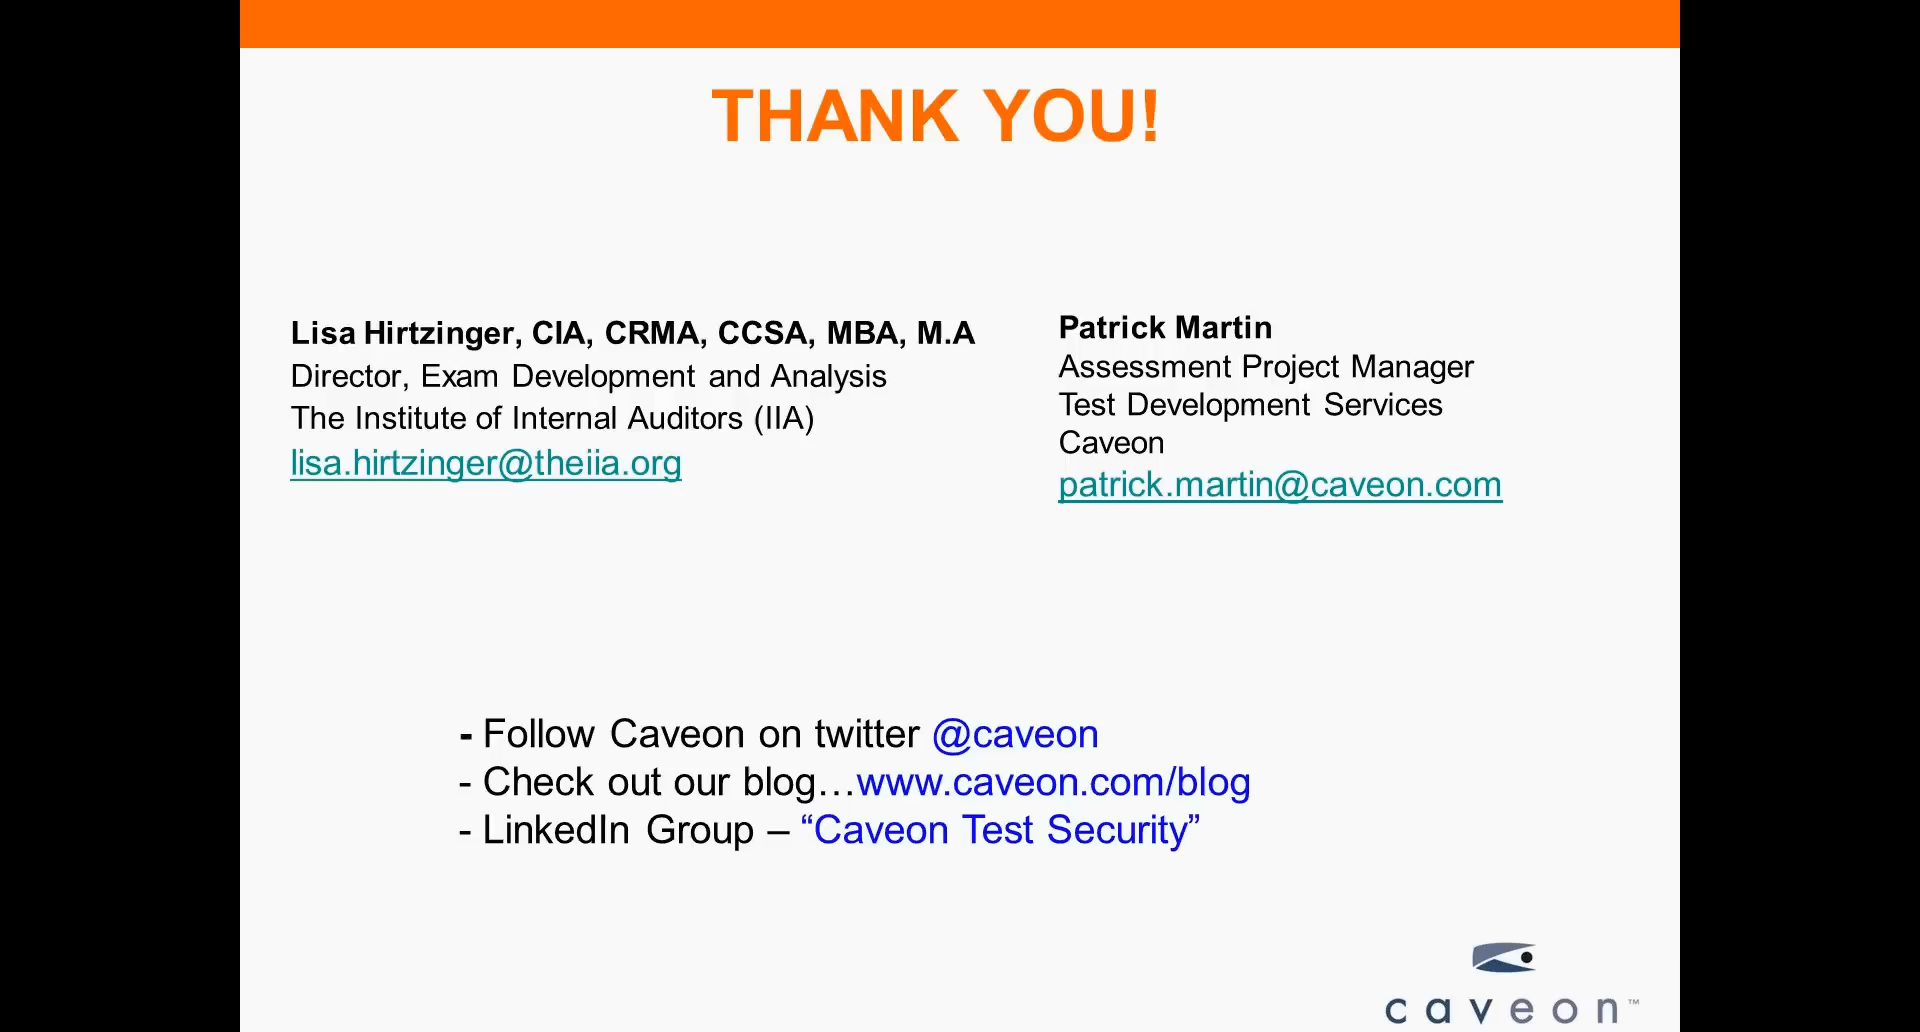 THANK YOU!
Lisa Hirtzinger, CIA, CRMA, CCSA, MBA, M.A
Director, Exam Development and Analysis
The Institute of Internal Auditors (IIA)
lisa.hirtzinger@theiia.org
Patrick Martin
Assessment Project Manager
Test Development Services
Caveon
patrick.martin@caveon.com
- Follow Caveon on twitter @caveon
- Check out our blog…www.caveon.com/blog
- LinkedIn Group – “Caveon Test Security”
caveon™